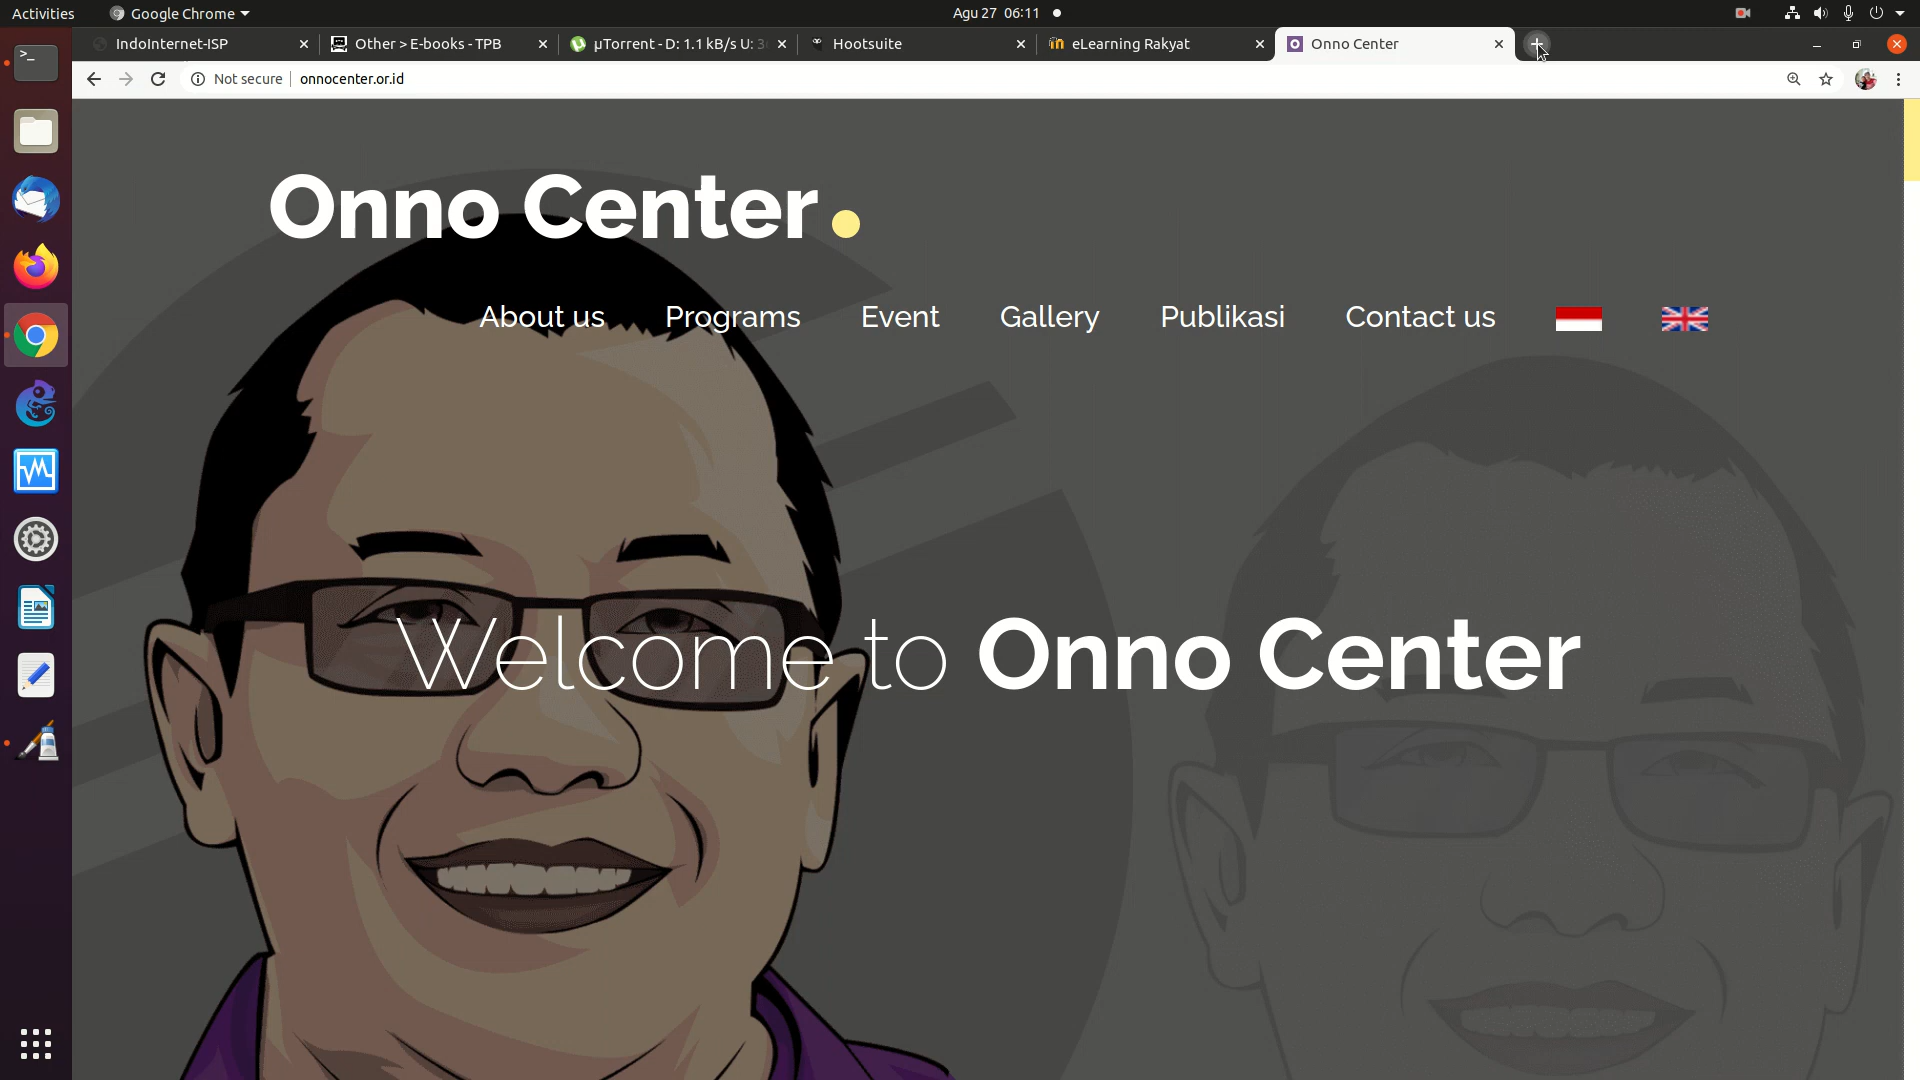 Activities
Google Chrome
Agu 27 06:11
IndoInternet-ISP
Other > E-books - TPB
µTorrent - D: 1.1 kB/s U:
Hootsuite
eLearning Rakyat
Onno Center
Not secure
onnocenter.or.id
Onno Center.
About us
Programs
Event
Gallery
Publikasi
Contact us
Welcome to Onno Center